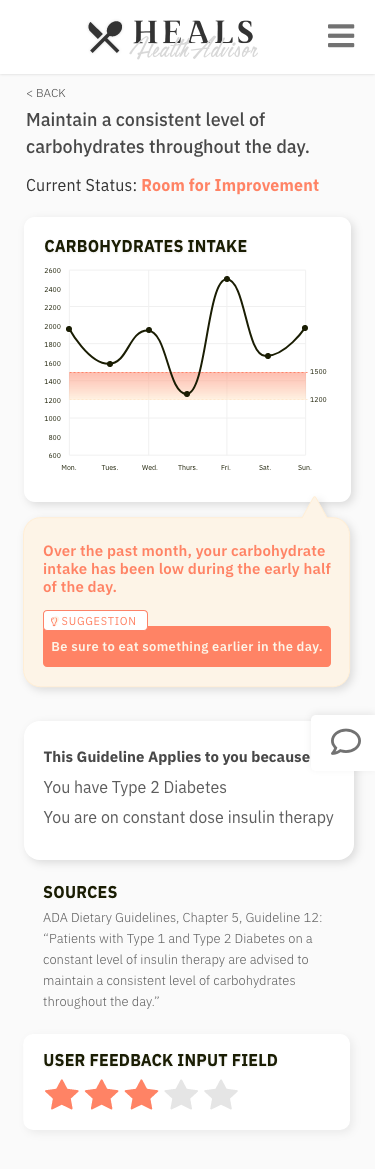 HEALS
Health Advisor
< BACK
Maintain a consistent level of
carbohydrates throughout the day.
Current Status: Room for Improvement
CARBOHYDRATES INTAKE
2600
2400
2200
2000
1800
1600
1400
1200
1000
800
600
1500
1200
Mon. Tues. Wed. Thurs. Fri. Sat. Sun.
Over the past month, your carbohydrate
intake has been low during the early half
of the day.
SUGGESTION
Be sure to eat something earlier in the day.
This Guideline Applies to you because
You have Type 2 Diabetes
You are on constant dose insulin therapy
SOURCES
ADA Dietary Guidelines, Chapter 5, Guideline 12:
“Patients with Type 1 and Type 2 Diabetes on a
constant level of insulin therapy are advised to
maintain a consistent level of carbohydrates
throughout the day.”
USER FEEDBACK INPUT FIELD